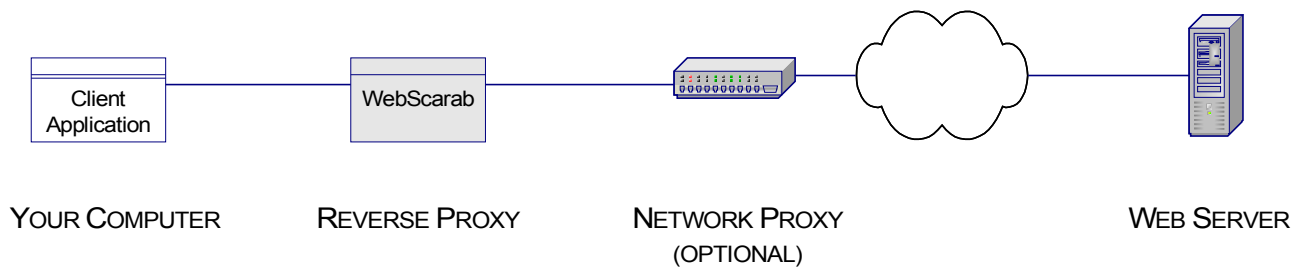 Client
Application
WebScarab
YOUR COMPUTER
REVERSE PROXY
NETWORK PROXY
(OPTIONAL)
WEB SERVER